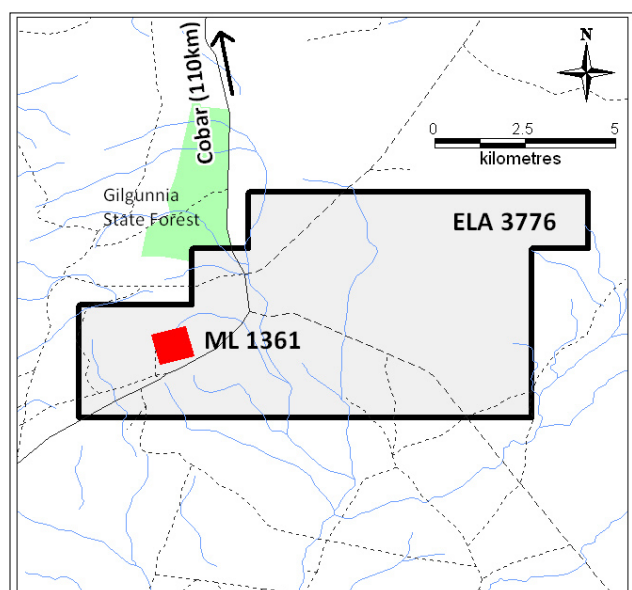 Cobar (110km)
N
0 2.5 5
kilometres
Gilgunnia
State Forest
ELA 3776
ML 1361